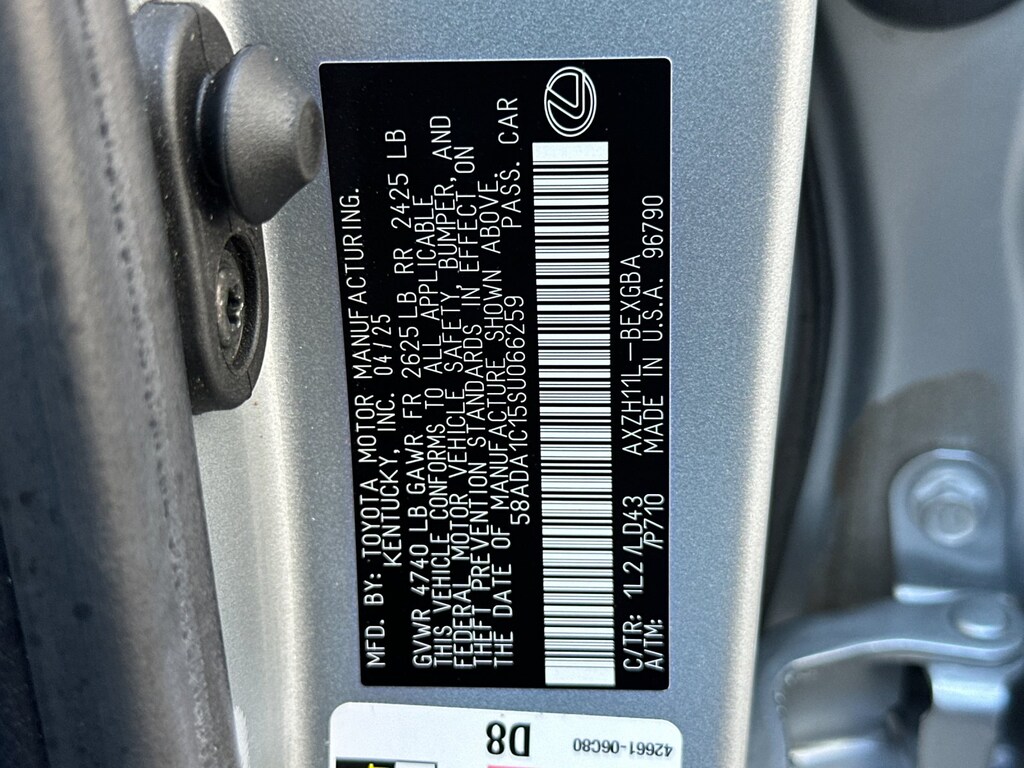 MFD. BY: TOYOTA MOTOR MANUFACTURING.
KENTUCKY, INC. 04/25
GVWR 4740 LB GAWR FR 2625 LB RR 2425 LB
THIS VEHICLE CONFORMS TO ALL APPLICABLE
FEDERAL MOTOR VEHICLE SAFETY, BUMPER, AND
THEFT PREVENTION STANDARDS IN EFFECT ON
THE DATE OF MANUFACTURE SHOWN ABOVE.
58ADA1C15SU066259 PASS. CAR
C/TR: 1L2/LD43 AXZH11L-BEXGBA
A/TM: /P710 MADE IN U.S.A. 96790
D8
42661-06C80